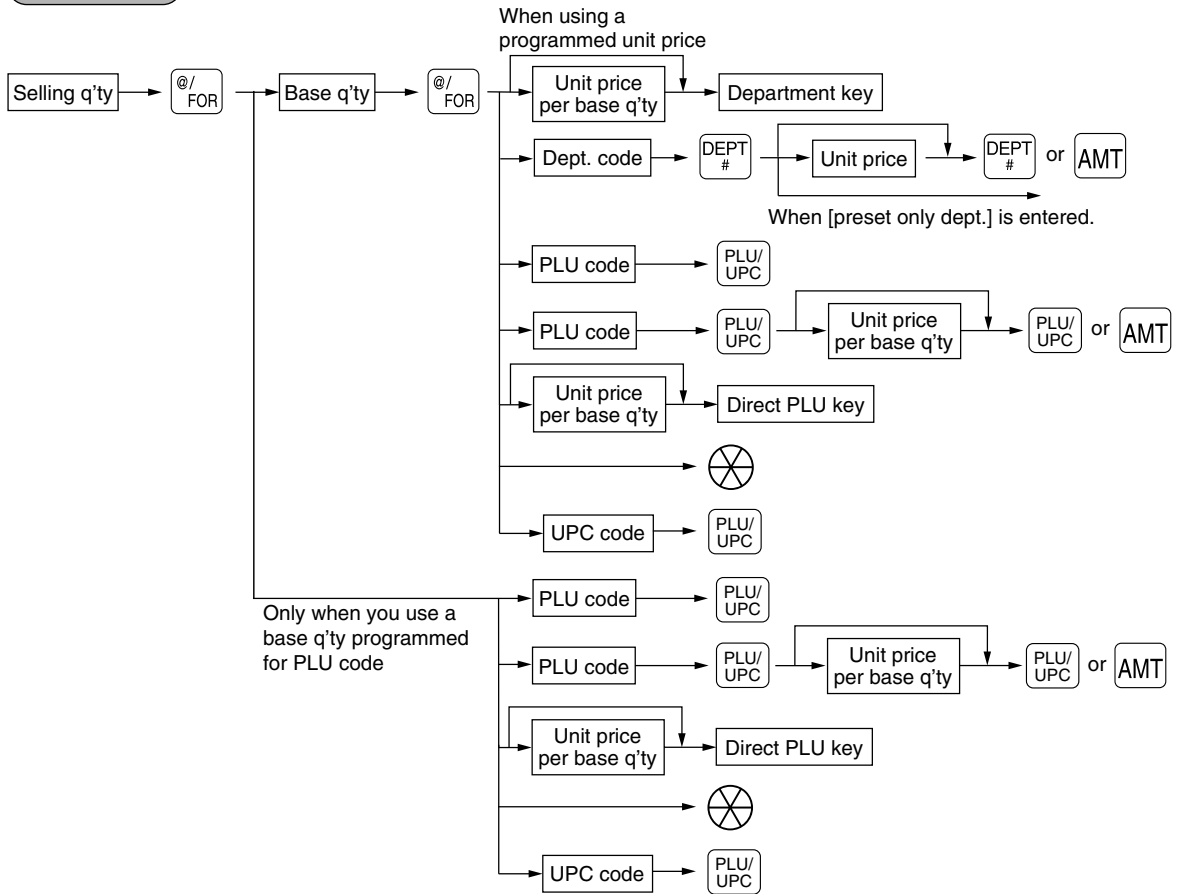 When using a
programmed unit price
Selling q'ty
@/
FOR
Base q'ty
@/
FOR
Unit price
per base q'ty
Department key
Dept. code
DEPT
#
Unit price
DEPT
#
or
AMT
When [preset only dept.] is entered.
PLU code
PLU/
UPC
PLU code
PLU/
UPC
Unit price
per base q'ty
PLU/
UPC
or
AMT
Unit price
per base q'ty
Direct PLU key
UPC code
PLU/
UPC
Only when you use a
base q'ty programmed
for PLU code
PLU code
PLU/
UPC
PLU code
PLU/
UPC
Unit price
per base q'ty
PLU/
UPC
or
AMT
Unit price
per base q'ty
Direct PLU key
UPC code
PLU/
UPC